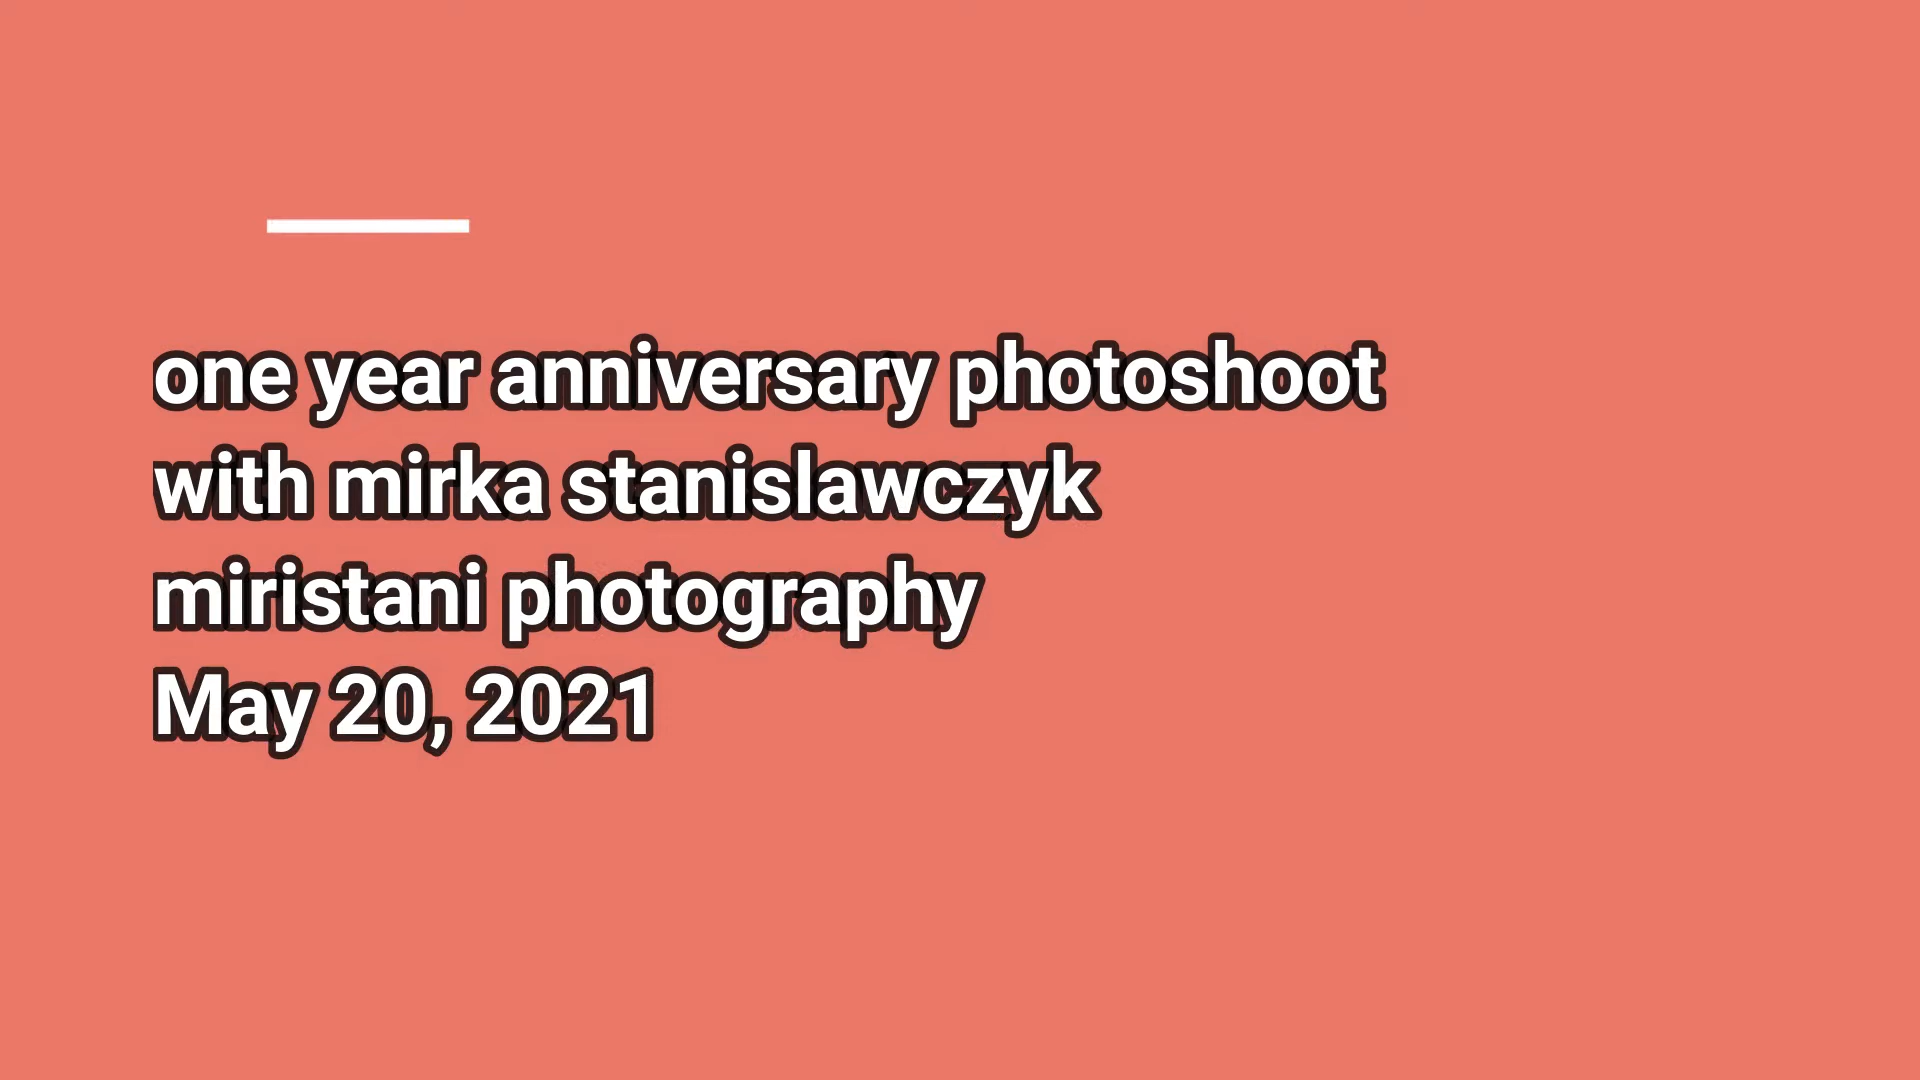 one year anniversary photoshoot
with mirka stanislawczyk
miristani photography
May 20, 2021